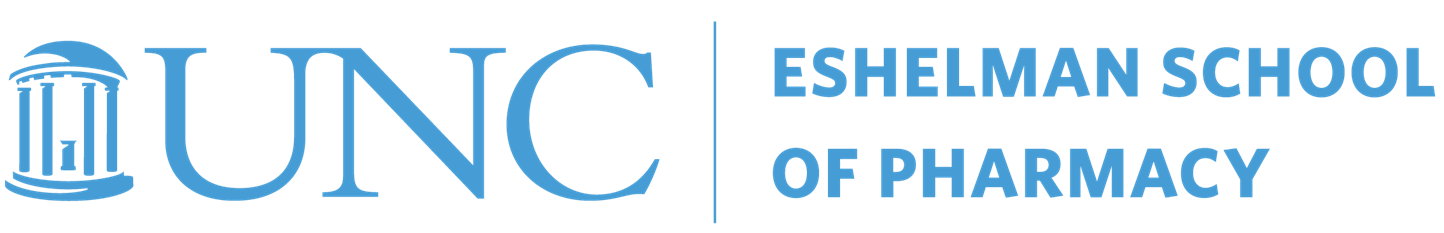 UNC
ESHELMAN SCHOOL
OF PHARMACY